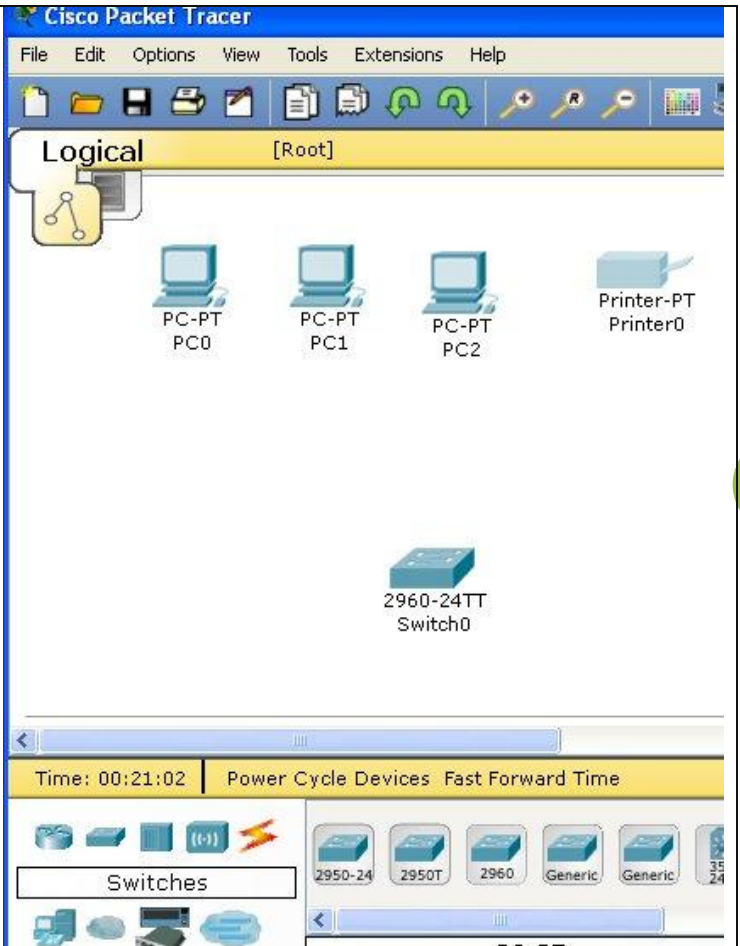 Cisco Packet Tracer
File Edit Options View Tools Extensions Help
Logical [Root]
PC-PT
PC0
PC-PT
PC1
PC-PT
PC2
Printer-PT
Printer0
2960-24TT
Switch0
Time: 00:21:02 Power Cycle Devices Fast Forward Time
2950-24 2950T 2960 Generic Generic
Switches